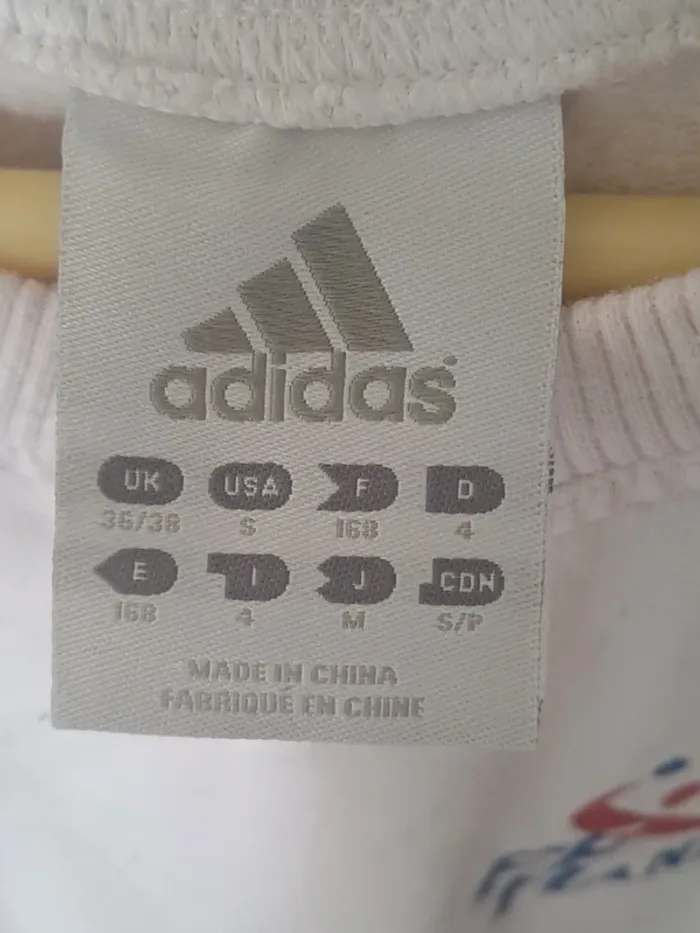 adidas
UK USA F D
36/38 S 168 4
E I J CDN
168 4 M S/P
MADE IN CHINA
FABRIQUÉ EN CHINE